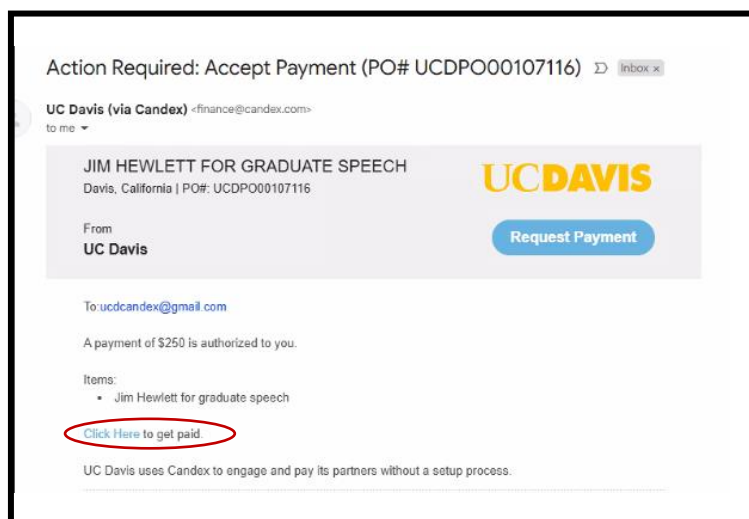 Action Required: Accept Payment (PO# UCDPO00107116) Inbox x
UC Davis (via Candex) <finance@candex.com>
to me
JIM HEWLETT FOR GRADUATE SPEECH
Davis, California | PO#: UCDPO00107116
UCDAVIS
From
UC Davis
Request Payment
To:ucdcandex@gmail.com
A payment of $250 is authorized to you.
Items:
• Jim Hewlett for graduate speech
Click Here to get paid.
UC Davis uses Candex to engage and pay its partners without a setup process.